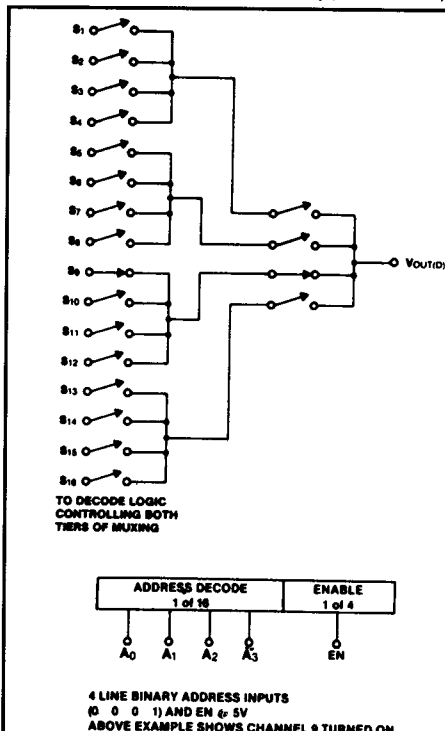 S1
S2
S3
S4
S5
S6
S7
S8
S9
S10
S11
S12
S13
S14
S15
S16
VOUT(D)
TO DECODE LOGIC
CONTROLLING BOTH
TIERS OF MUXING
ADDRESS DECODE
1 of 16
ENABLE
1 of 4
A0 A1 A2 A3 EN
4 LINE BINARY ADDRESS INPUTS
(0 0 0 1) AND EN @ 5V
ABOVE EXAMPLE SHOWS CHANNEL 9 TURNED ON